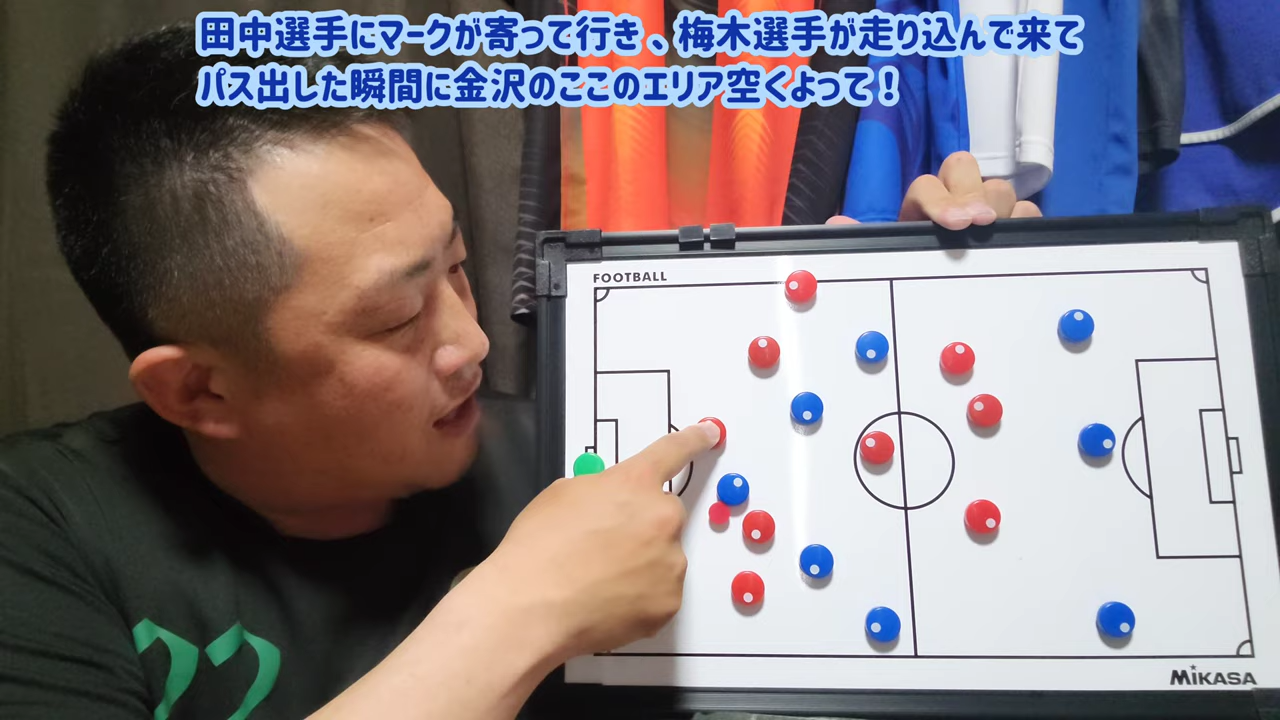 田中選手にマークが寄って行き、梅木選手が走り込んで来て
パス出した瞬間に金沢のここのエリア空くよって！
FOOTBALL
MIKASA